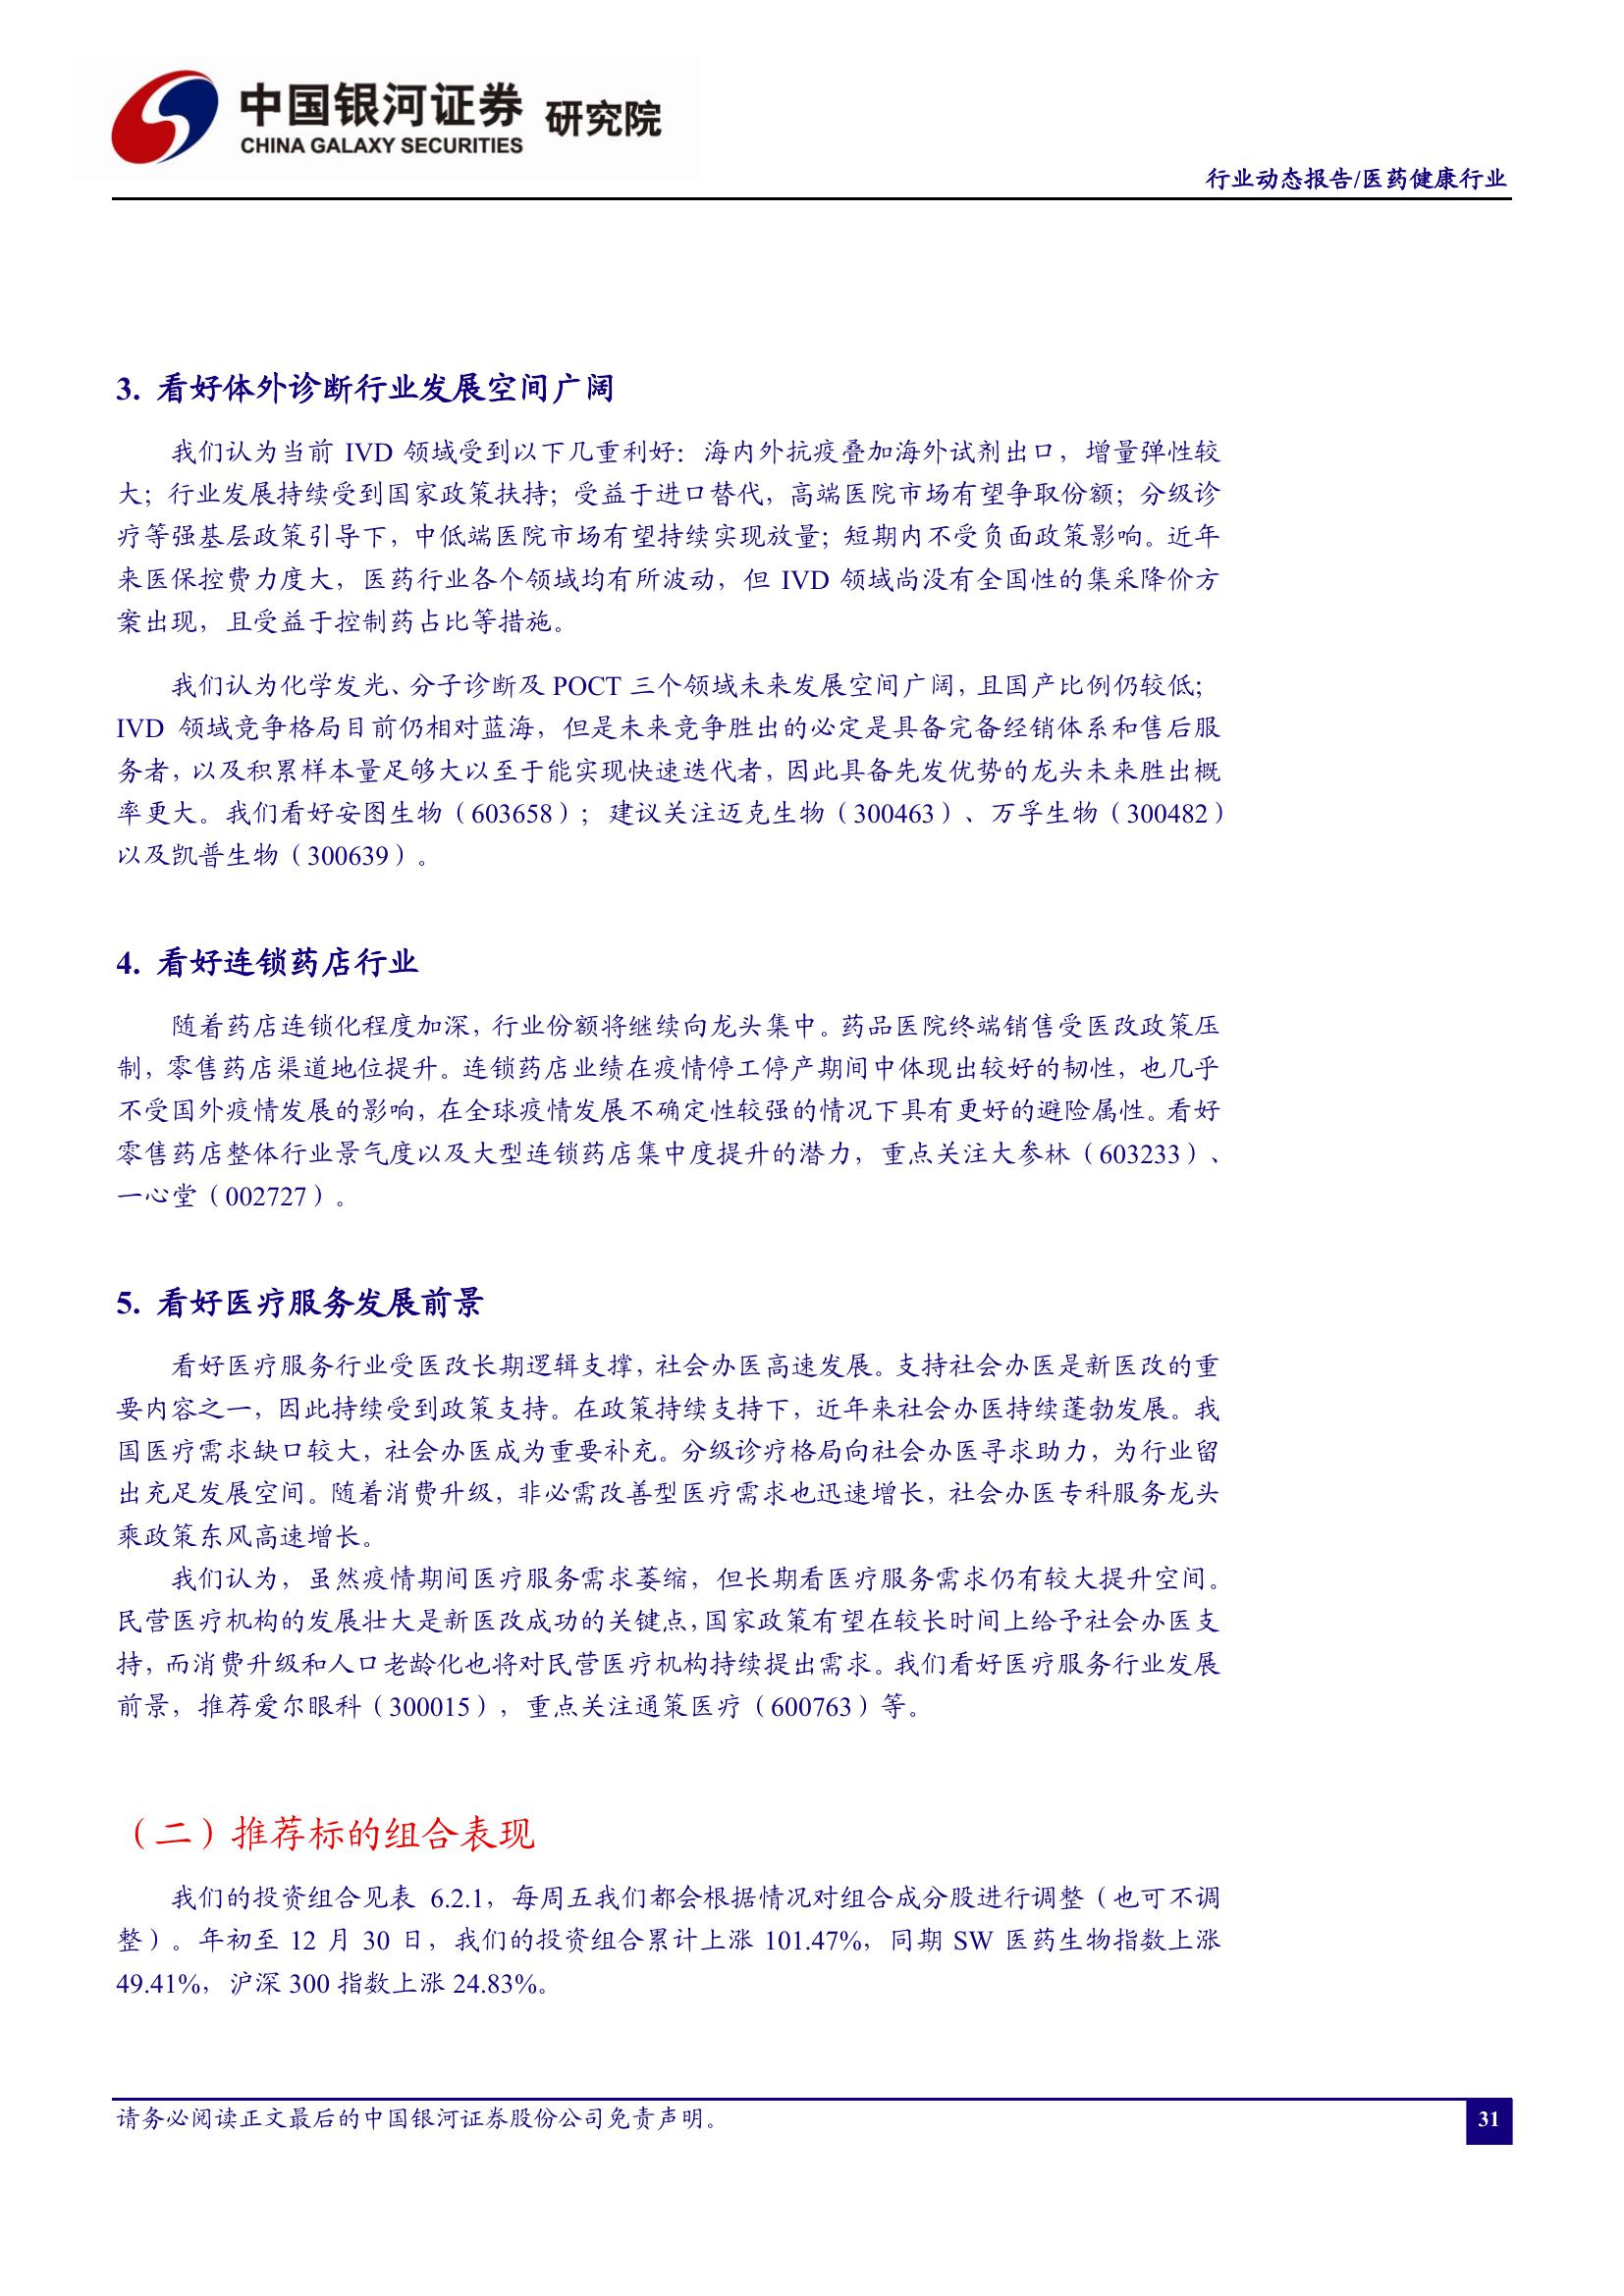 中国银河证券 研究院
CHINA GALAXY SECURITIES
行业动态报告/医药健康行业
3. 看好体外诊断行业发展空间广阔
我们认为当前 IVD 领域受到以下几重利好：海内外抗疫叠加海外试剂出口，增量弹性较
大；行业发展持续受到国家政策扶持；受益于进口替代，高端医院市场有望争取份额；分级诊
疗等强基层政策引导下，中低端医院市场有望持续实现放量；短期内不受负面政策影响。近年
来医保控费力度大，医药行业各个领域均有所波动，但 IVD 领域尚没有全国性的集采降价方
案出现，且受益于控制药占比等措施。
我们认为化学发光、分子诊断及 POCT 三个领域未来发展空间广阔，且国产比例仍较低；
IVD 领域竞争格局目前仍相对蓝海，但是未来竞争胜出的必定是具备完备经销体系和售后服
务者，以及积累样本量足够大以至于能实现快速迭代者，因此具备先发优势的龙头未来胜出概
率更大。我们看好安图生物（603658）；建议关注迈克生物（300463）、万孚生物（300482）
以及凯普生物（300639）。
4. 看好连锁药店行业
随着药店连锁化程度加深，行业份额将继续向龙头集中。药品医院终端销售受医改政策压
制，零售药店渠道地位提升。连锁药店业绩在疫情停工停产期间中体现出较好的韧性，也几乎
不受国外疫情发展的影响，在全球疫情发展不确定性较强的情况下具有更好的避险属性。看好
零售药店整体行业景气度以及大型连锁药店集中度提升的潜力，重点关注大参林（603233）、
一心堂（002727）。
5. 看好医疗服务发展前景
看好医疗服务行业受医改长期逻辑支撑，社会办医高速发展。支持社会办医是新医改的重
要内容之一，因此持续受到政策支持。在政策持续支持下，近年来社会办医持续蓬勃发展。我
国医疗需求缺口较大，社会办医成为重要补充。分级诊疗格局向社会办医寻求助力，为行业留
出充足发展空间。随着消费升级，非必需改善型医疗需求也迅速增长，社会办医专科服务龙头
乘政策东风高速增长。
我们认为，虽然疫情期间医疗服务需求萎缩，但长期看医疗服务需求仍有较大提升空间。
民营医疗机构的发展壮大是新医改成功的关键点，国家政策有望在较长时间上给予社会办医支
持，而消费升级和人口老龄化也将对民营医疗机构持续提出需求。我们看好医疗服务行业发展
前景，推荐爱尔眼科（300015），重点关注通策医疗（600763）等。
（二）推荐标的组合表现
我们的投资组合见表 6.2.1，每周五我们都会根据情况对组合成分股进行调整（也可不调
整）。年初至 12 月 30 日，我们的投资组合累计上涨 101.47%，同期 SW 医药生物指数上涨
49.41%，沪深 300 指数上涨 24.83%。
请务必阅读正文最后的中国银河证券股份公司免责声明。
31